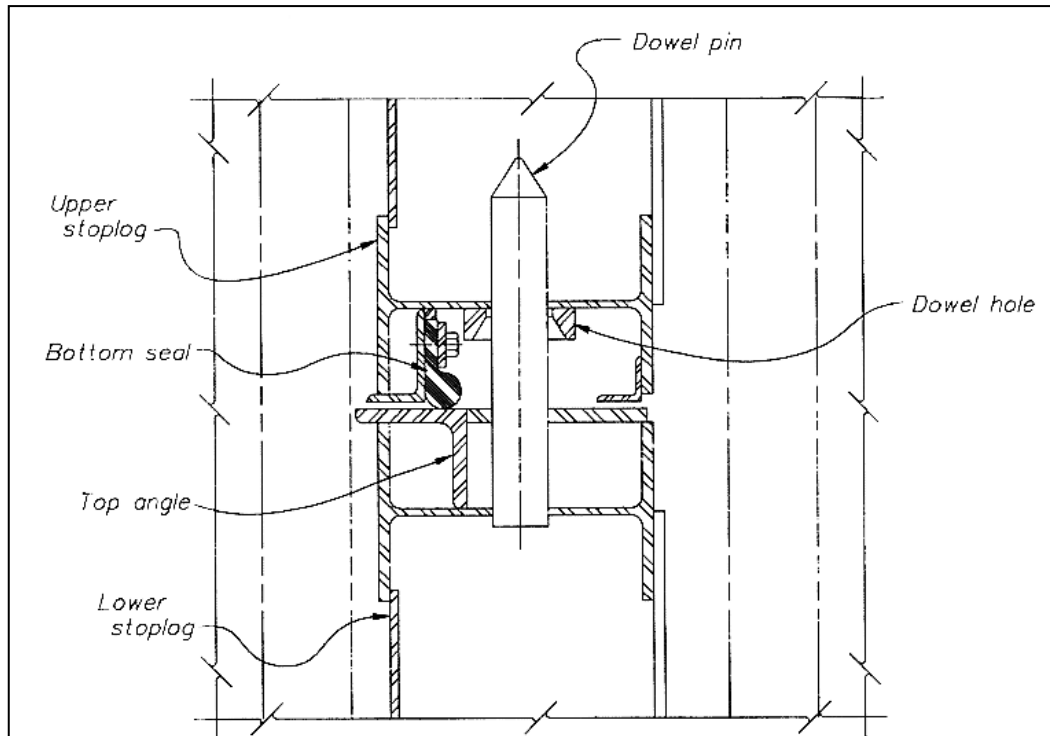 Dowel pin
Upper
stoplog
Dowel hole
Bottom seal
Top angle
Lower
stoplog